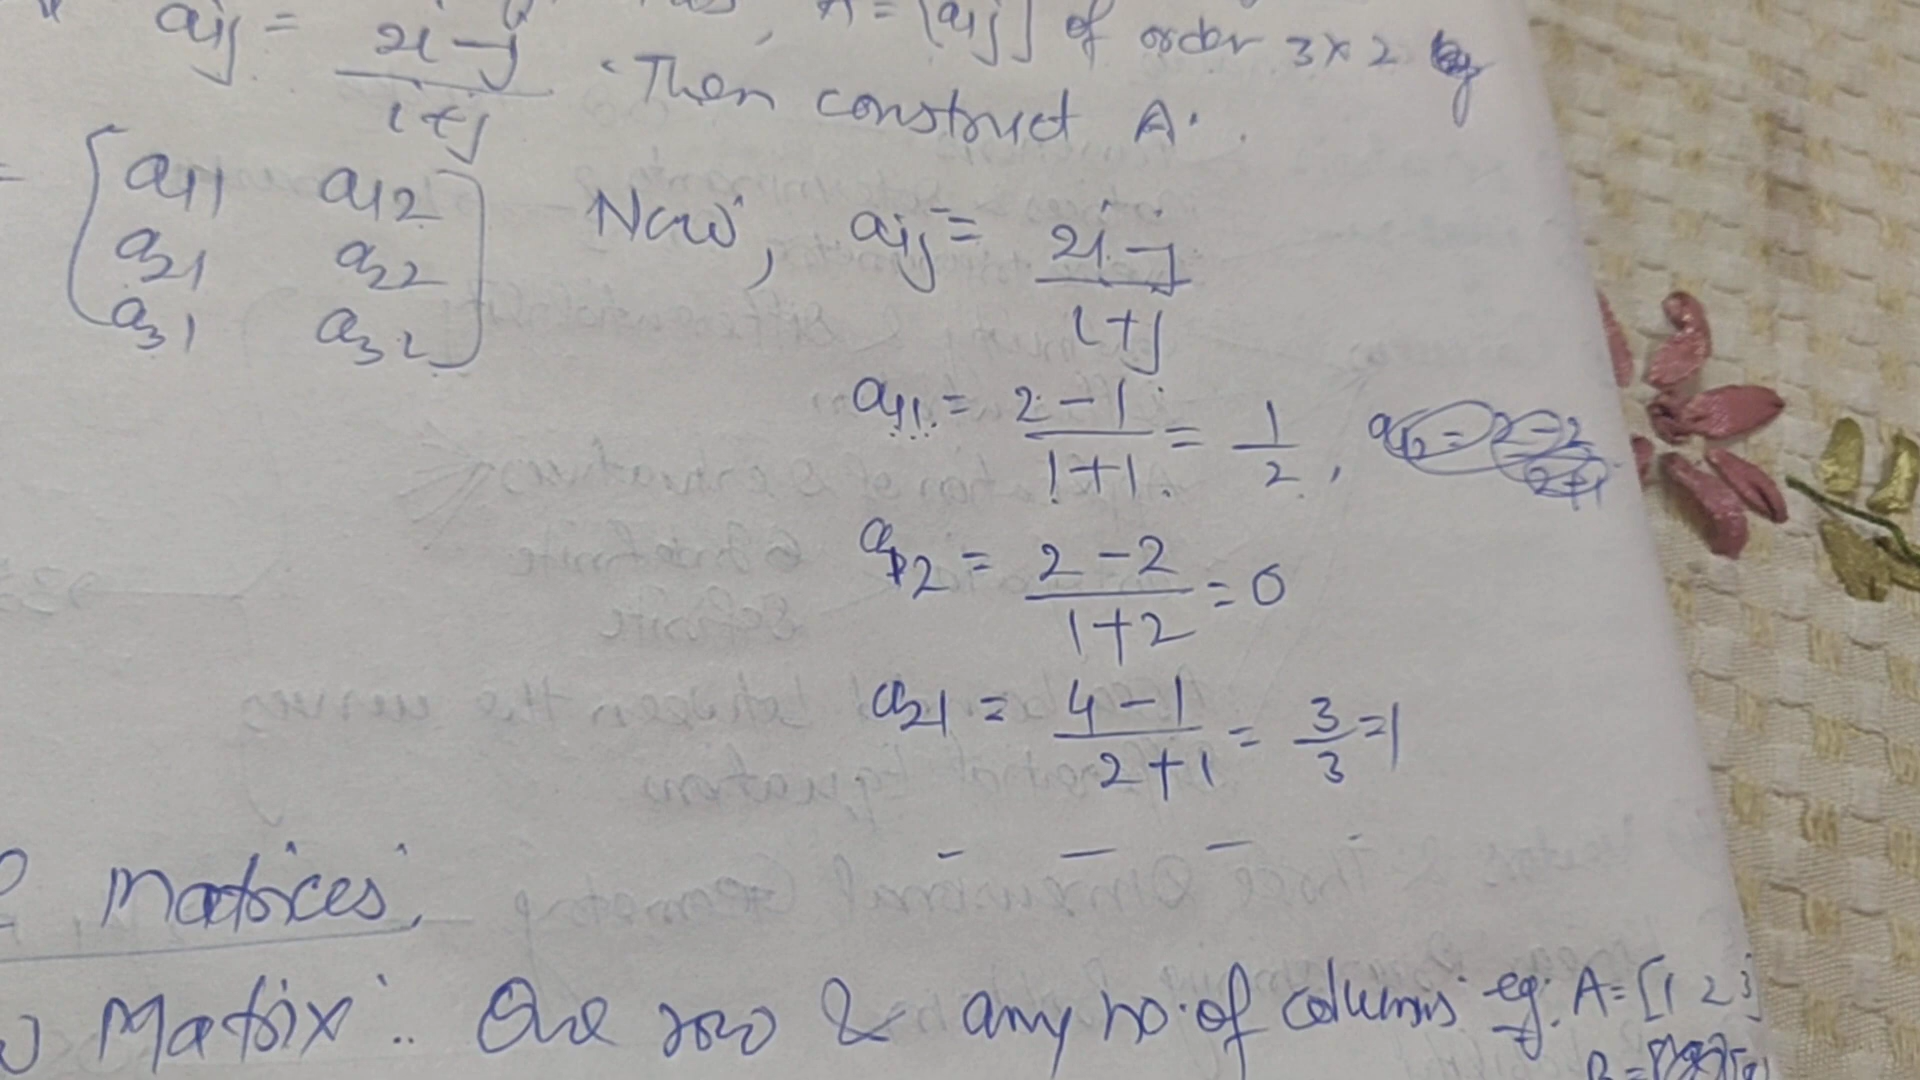 aij = 2i-j / i+j . Then construct A.
A = [aij] of order 3x2 by
= [a11 a12
a21 a22
a31 a32]
Now, aij = 2i-j / i+j
a11 = 2-1 / 1+1 = 1/2,
a12 = 2-2 / 1+2 = 0
a21 = 4-1 / 2+1 = 3/3 = 1
- - - -
Matrices.
Matrix: One row & any no. of columns eg. A = [1 2 3]
B =